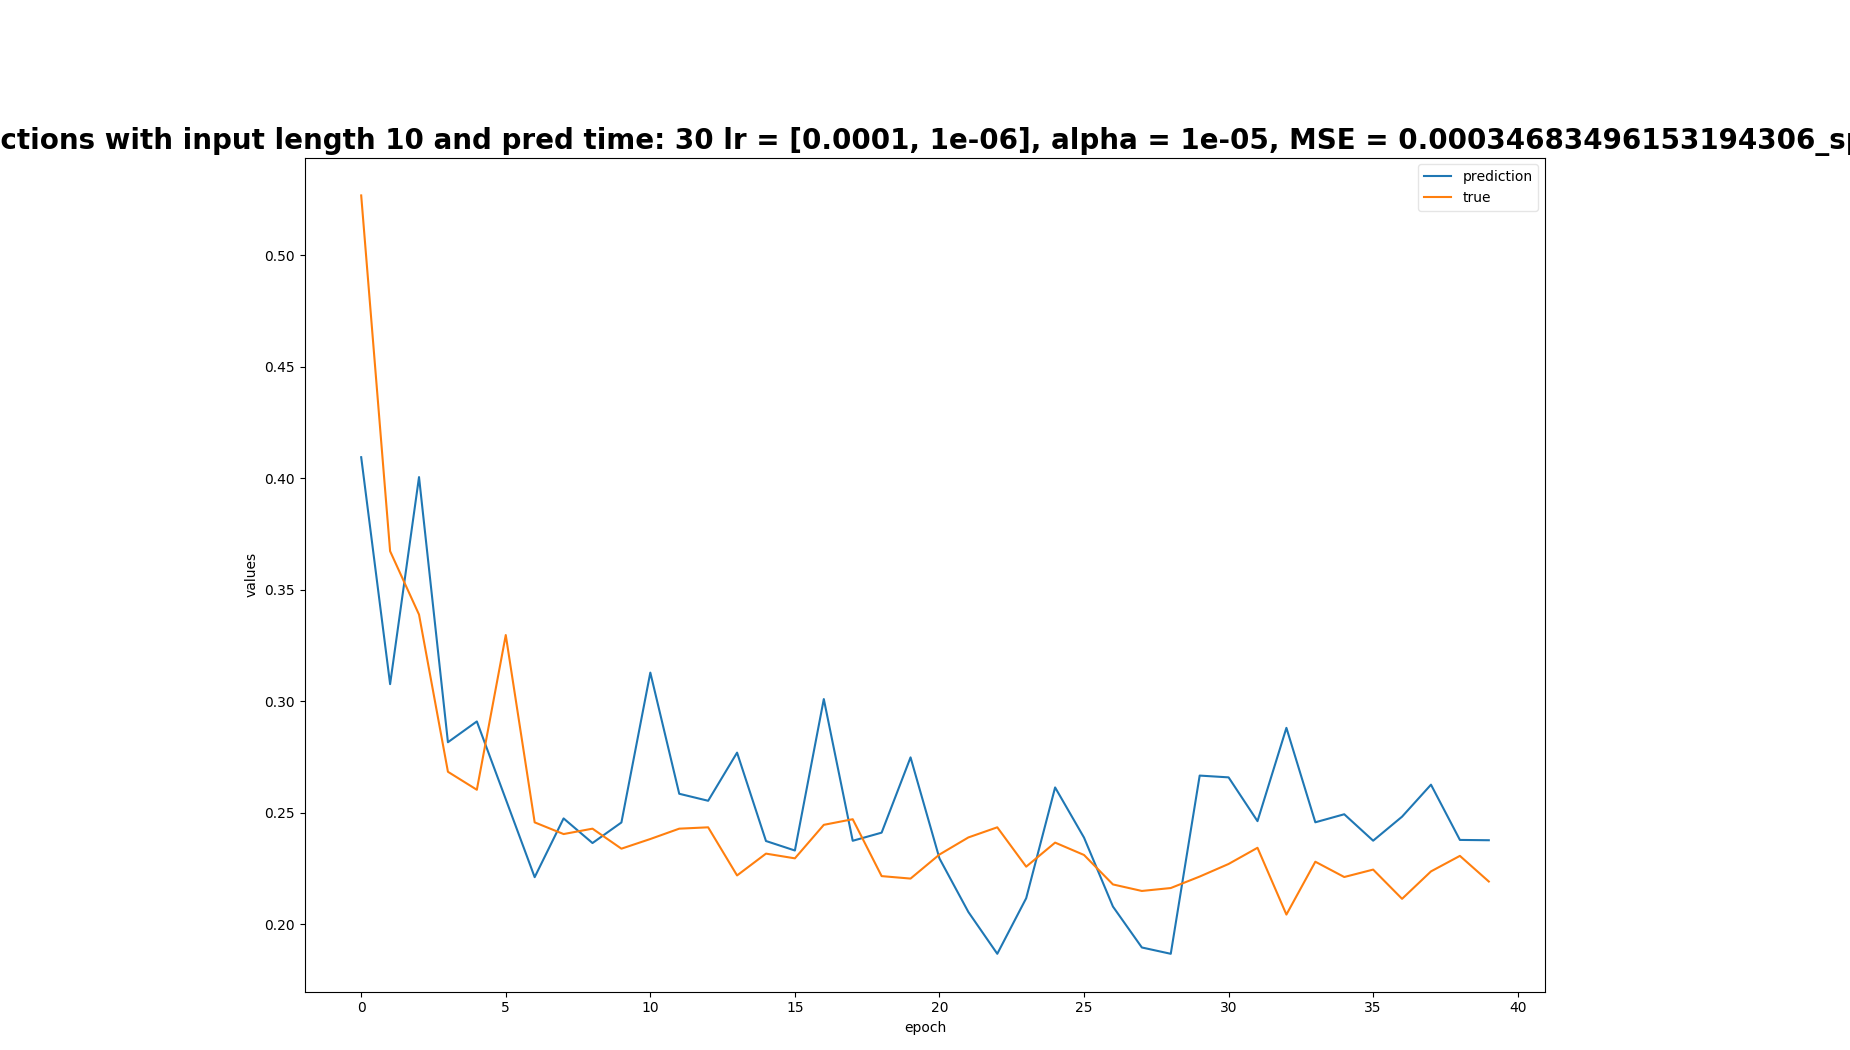 ctions with input length 10 and pred time: 30 lr = [0.0001, 1e-06], alpha = 1e-05, MSE = 0.00034683496153194306_sp
prediction
true
0.50
0.45
0.40
0.35
0.30
0.25
0.20
values
0 5 10 15 20 25 30 35 40
epoch